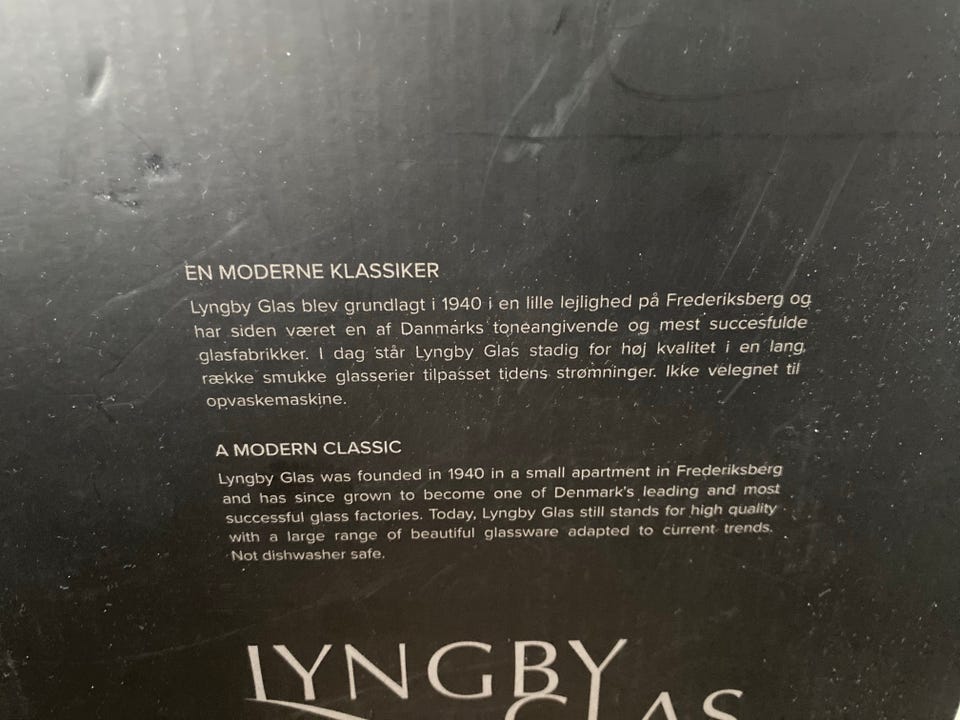 EN MODERNE KLASSIKER
Lyngby Glas blev grundlagt i 1940 i en lille lejlighed på Frederiksberg og
har siden været en af Danmarks toneangivende og mest succesfulde
glasfabrikker. I dag står Lyngby Glas stadig for høj kvalitet i en lang
række smukke glasserier tilpasset tidens strømninger. Ikke velegnet til
opvaskemaskine.
A MODERN CLASSIC
Lyngby Glas was founded in 1940 in a small apartment in Frederiksberg
and has since grown to become one of Denmark's leading and most
successful glass factories. Today, Lyngby Glas still stands for high quality
with a large range of beautiful glassware adapted to current trends.
Not dishwasher safe.
LYNGBY
GLAS